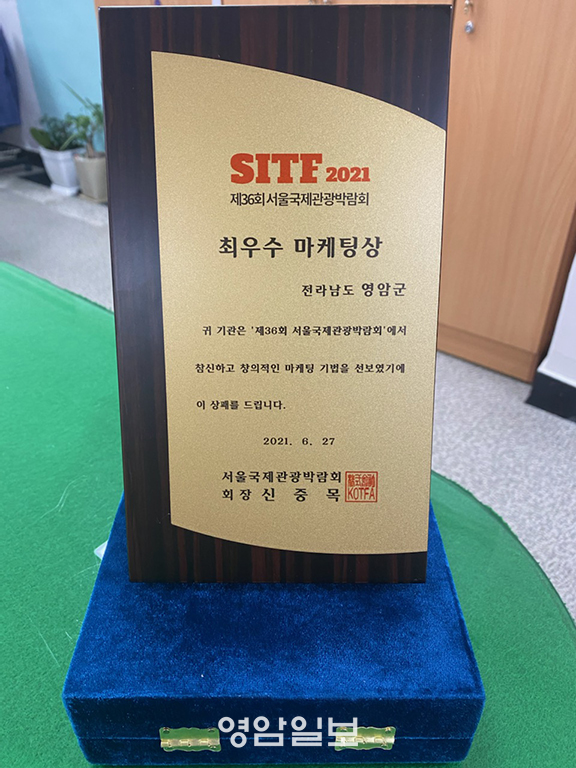 SITF 2021
제36회 서울국제관광박람회
최우수 마케팅상
전라남도 영암군
귀 기관은 '제36회 서울국제관광박람회'에서
참신하고 창의적인 마케팅 기법을 선보였기에
이 상패를 드립니다.
2021. 6. 27
서울국제관광박람회
회장 신 중 목
KOTFA
영암일보